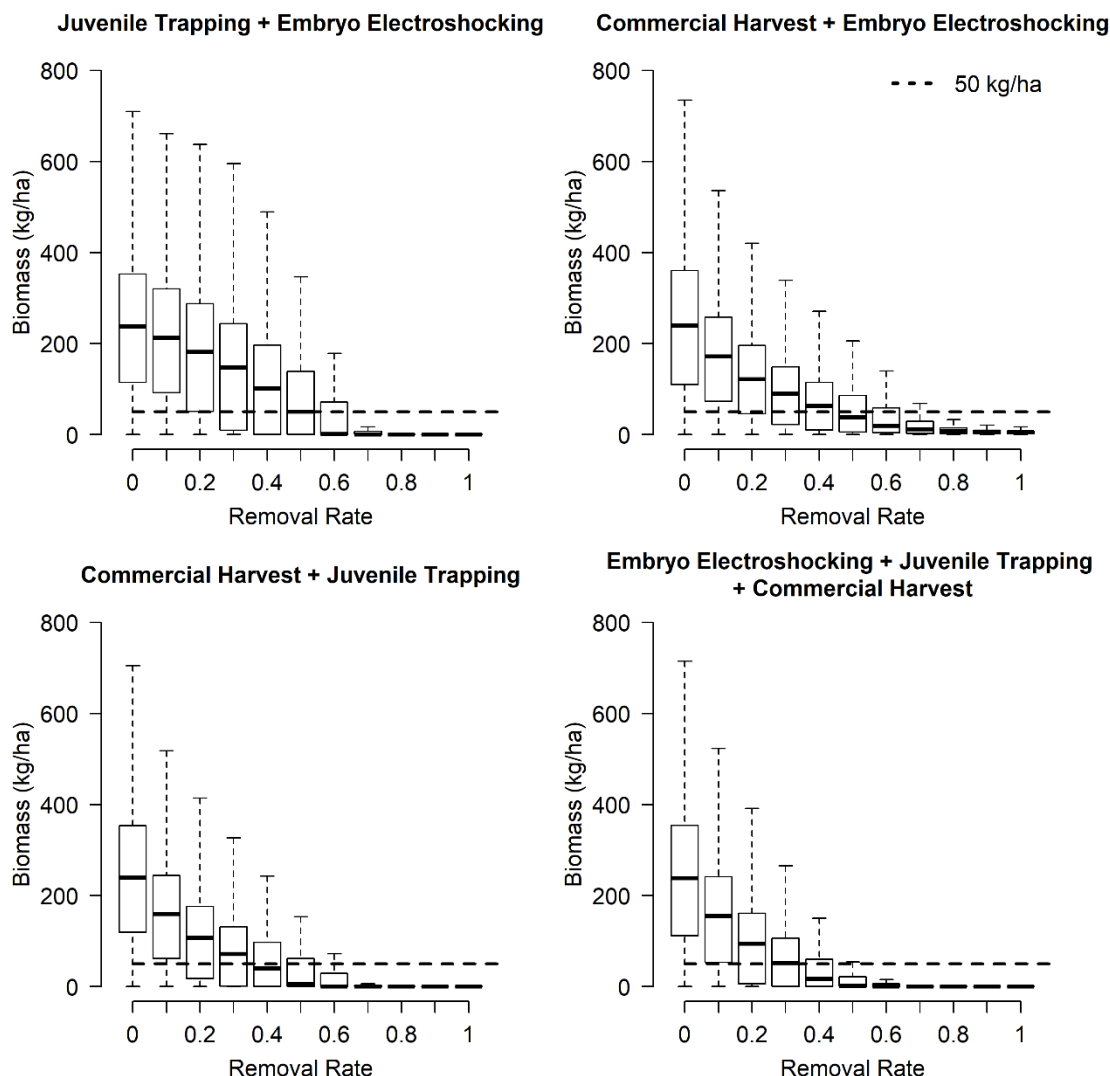 Juvenile Trapping + Embryo Electroshocking
800
600
400
200
0
Biomass (kg/ha)
0 0.2 0.4 0.6 0.8 1
Removal Rate
Commercial Harvest + Embryo Electroshocking
50 kg/ha
800
600
400
200
0
Biomass (kg/ha)
0 0.2 0.4 0.6 0.8 1
Removal Rate
Commercial Harvest + Juvenile Trapping
800
600
400
200
0
Biomass (kg/ha)
0 0.2 0.4 0.6 0.8 1
Removal Rate
Embryo Electroshocking + Juvenile Trapping
+ Commercial Harvest
800
600
400
200
0
Biomass (kg/ha)
0 0.2 0.4 0.6 0.8 1
Removal Rate